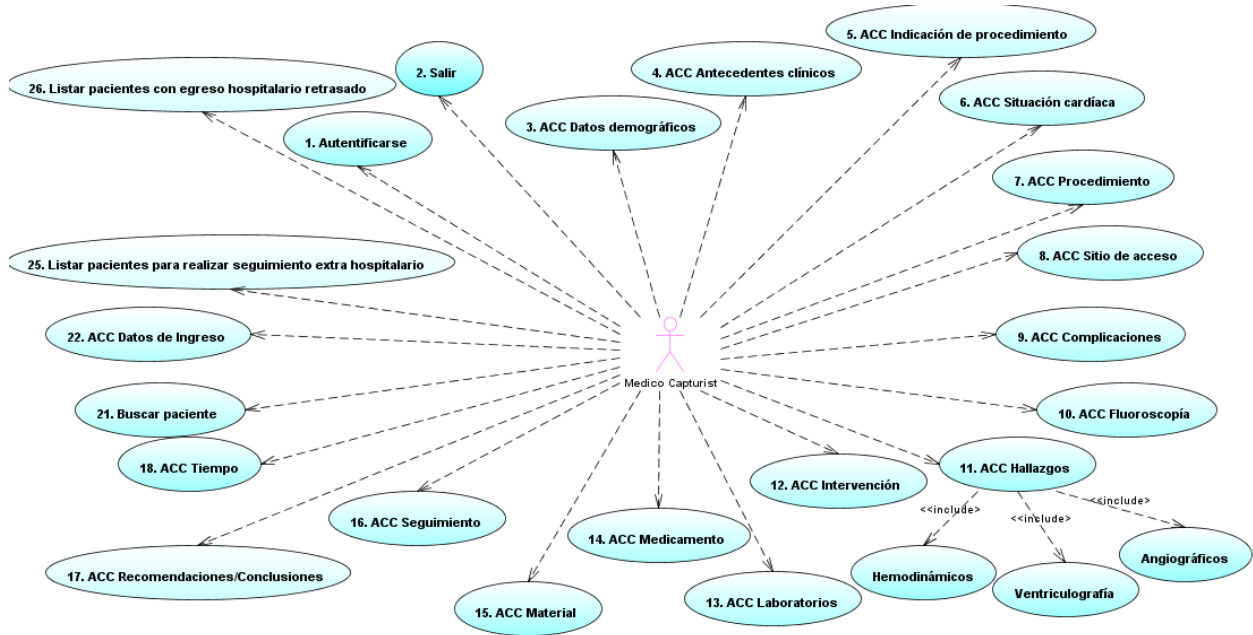 5. ACC Indicación de procedimiento
2. Salir
4. ACC Antecedentes clínicos
26. Listar pacientes con egreso hospitalario retrasado
6. ACC Situación cardíaca
3. ACC Datos demográficos
1. Autentificarse
7. ACC Procedimiento
8. ACC Sitio de acceso
25. Listar pacientes para realizar seguimiento extra hospitalario
22. ACC Datos de Ingreso
9. ACC Complicaciones
Medico Capturist
21. Buscar paciente
10. ACC Fluoroscopía
18. ACC Tiempo
11. ACC Hallazgos
12. ACC Intervención
<<include>
<<include>
<<include>
16. ACC Seguimiento
14. ACC Medicamento
Angiográficos
17. ACC Recomendaciones/Conclusiones
Hemodinámicos
Ventriculografía
15. ACC Material
13. ACC Laboratorios